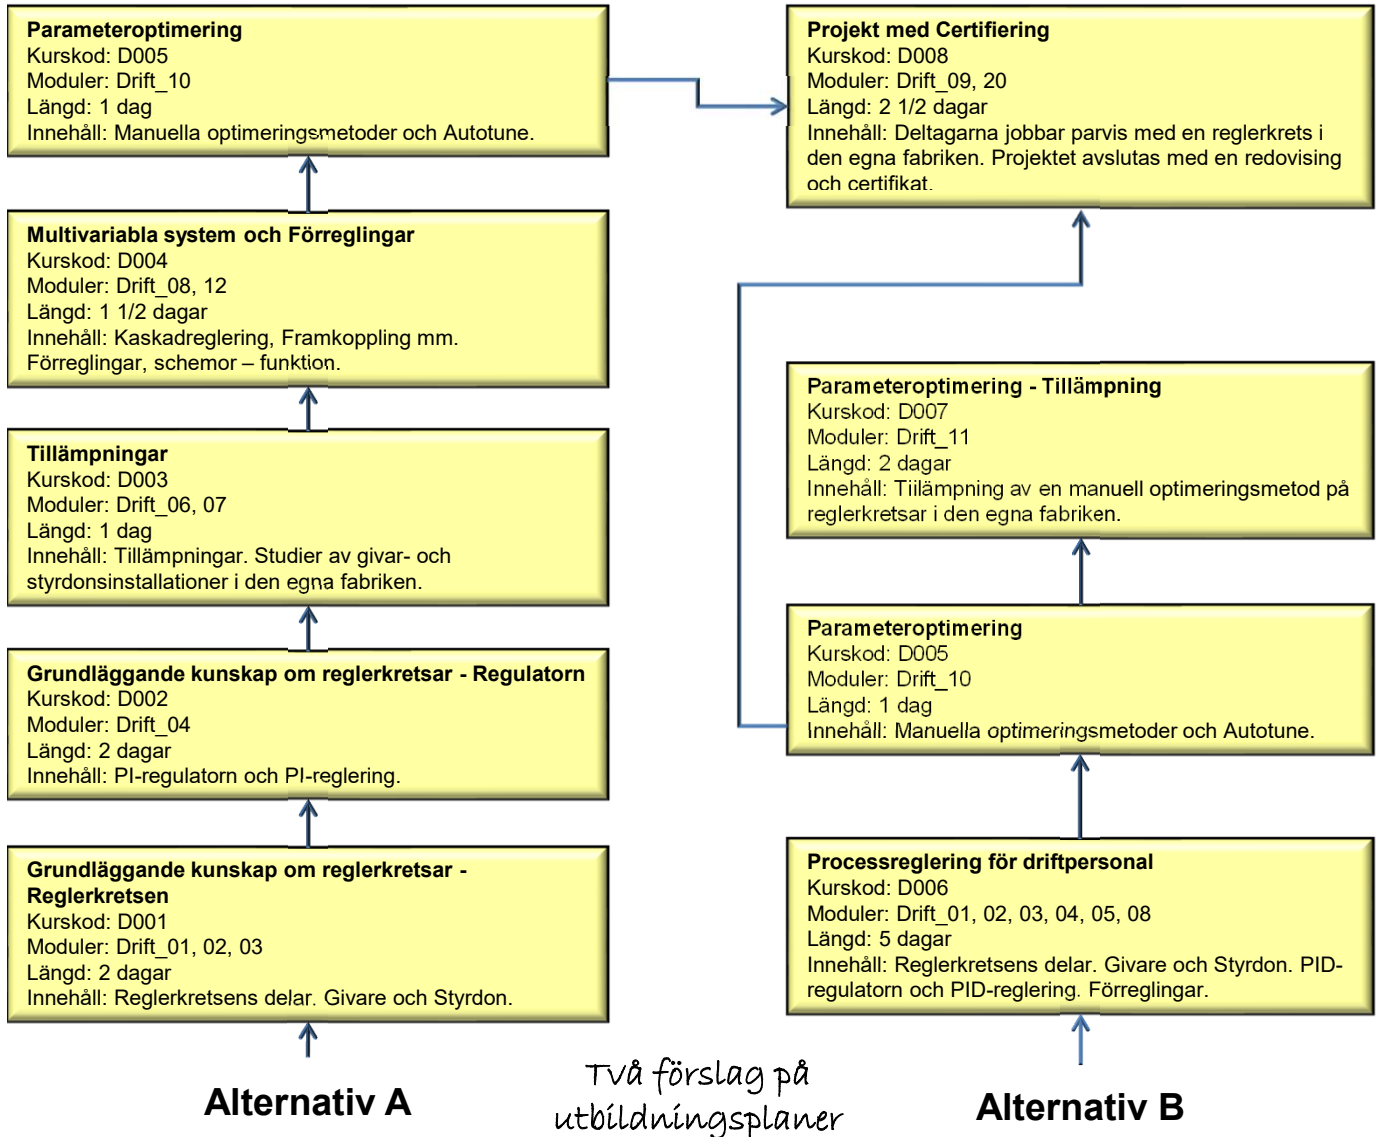 Parameteroptimering
Kurskod: D005
Moduler: Drift_10
Längd: 1 dag
Innehåll: Manuella optimeringsmetoder och Autotune.
Multivariabla system och Förreglingar
Kurskod: D004
Moduler: Drift_08, 12
Längd: 1 1/2 dagar
Innehåll: Kaskadreglering, Framkoppling mm.
Förreglingar, schemor – funktion.
Tillämpningar
Kurskod: D003
Moduler: Drift_06, 07
Längd: 1 dag
Innehåll: Tillämpningar. Studier av givar- och
styrdonsinstallationer i den egna fabriken.
Grundläggande kunskap om reglerkretsar - Regulatorn
Kurskod: D002
Moduler: Drift_04
Längd: 2 dagar
Innehåll: PI-regulatorn och PI-reglering.
Grundläggande kunskap om reglerkretsar -
Reglerkretsen
Kurskod: D001
Moduler: Drift_01, 02, 03
Längd: 2 dagar
Innehåll: Reglerkretsens delar. Givare och Styrdon.
Alternativ A
Projekt med Certifiering
Kurskod: D008
Moduler: Drift_09, 20
Längd: 2 1/2 dagar
Innehåll: Deltagarna jobbar parvis med en reglerkrets i
den egna fabriken. Projektet avslutas med en redovising
och certifikat.
Parameteroptimering - Tillämpning
Kurskod: D007
Moduler: Drift_11
Längd: 2 dagar
Innehåll: Tiilämpning av en manuell optimeringsmetod på
reglerkretsar i den egna fabriken.
Parameteroptimering
Kurskod: D005
Moduler: Drift_10
Längd: 1 dag
Innehåll: Manuella optimeringsmetoder och Autotune.
Processreglering för driftpersonal
Kurskod: D006
Moduler: Drift_01, 02, 03, 04, 05, 08
Längd: 5 dagar
Innehåll: Reglerkretsens delar. Givare och Styrdon. PID-
regulatorn och PID-reglering. Förreglingar.
Alternativ B
Två förslag på
utbildningsplaner